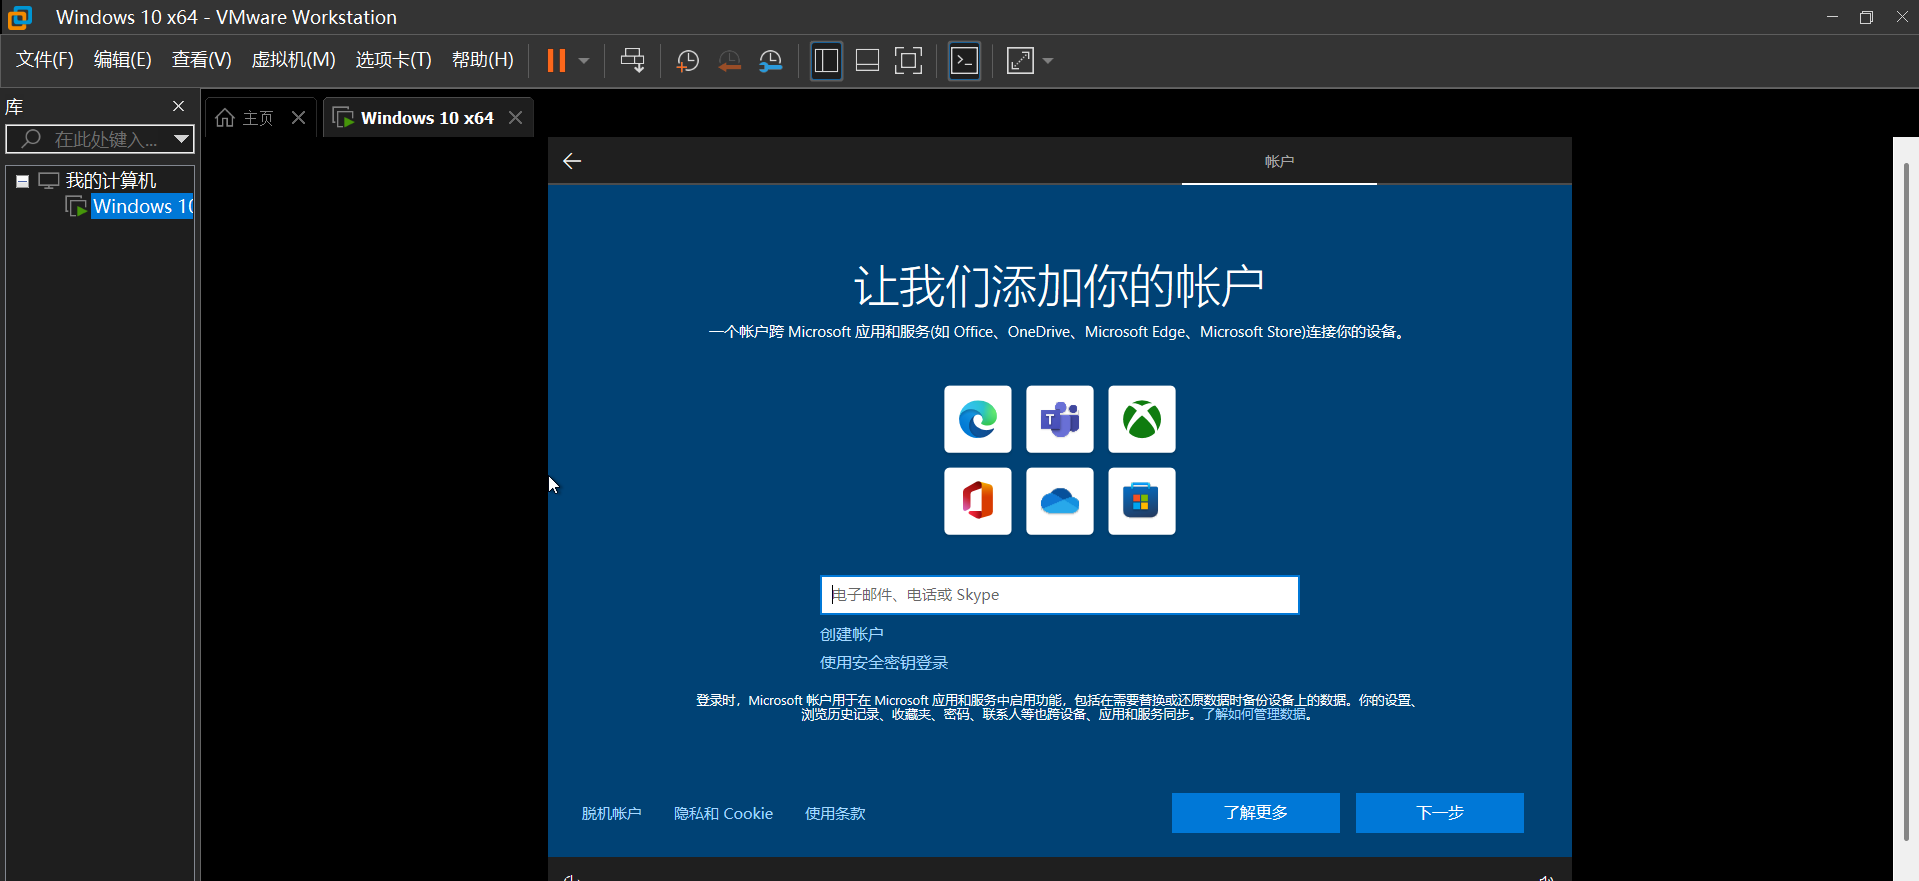 Windows 10 x64 - VMware Workstation
文件(F) 编辑(E) 查看(V) 虚拟机(M) 选项卡(T) 帮助(H)
库
主页
Windows 10 x64
在此处键入...
我的计算机
Windows 10
帐户
让我们添加你的帐户
一个帐户跨 Microsoft 应用和服务(如 Office、OneDrive、Microsoft Edge、Microsoft Store)连接你的设备。
电子邮件、电话或 Skype
创建帐户
使用安全密钥登录
登录时，Microsoft 帐户用于在 Microsoft 应用和服务中启用功能，包括在需要替换或还原数据时备份设备上的数据。你的设置、
浏览历史记录、收藏夹、密码、联系人等也跨设备、应用和服务同步。了解如何管理数据。
脱机帐户 隐私和 Cookie 使用条款 了解更多 下一步